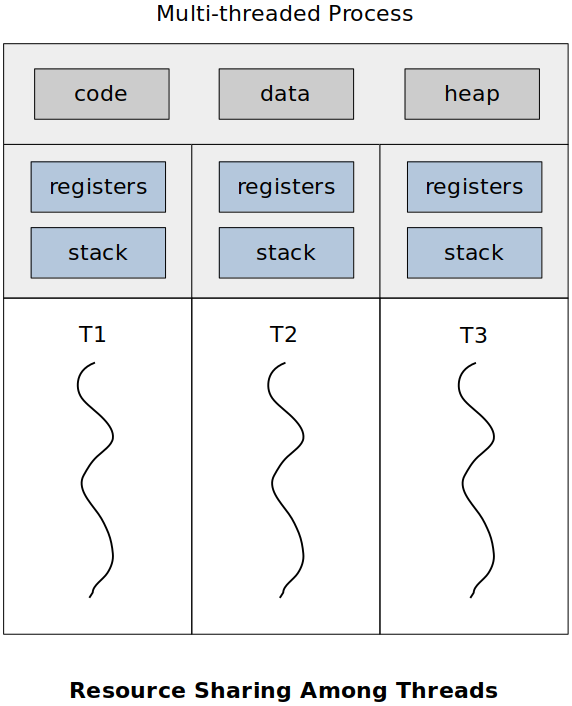 Multi-threaded Process
code data heap
registers registers registers
stack stack stack
T1 T2 T3
Resource Sharing Among Threads